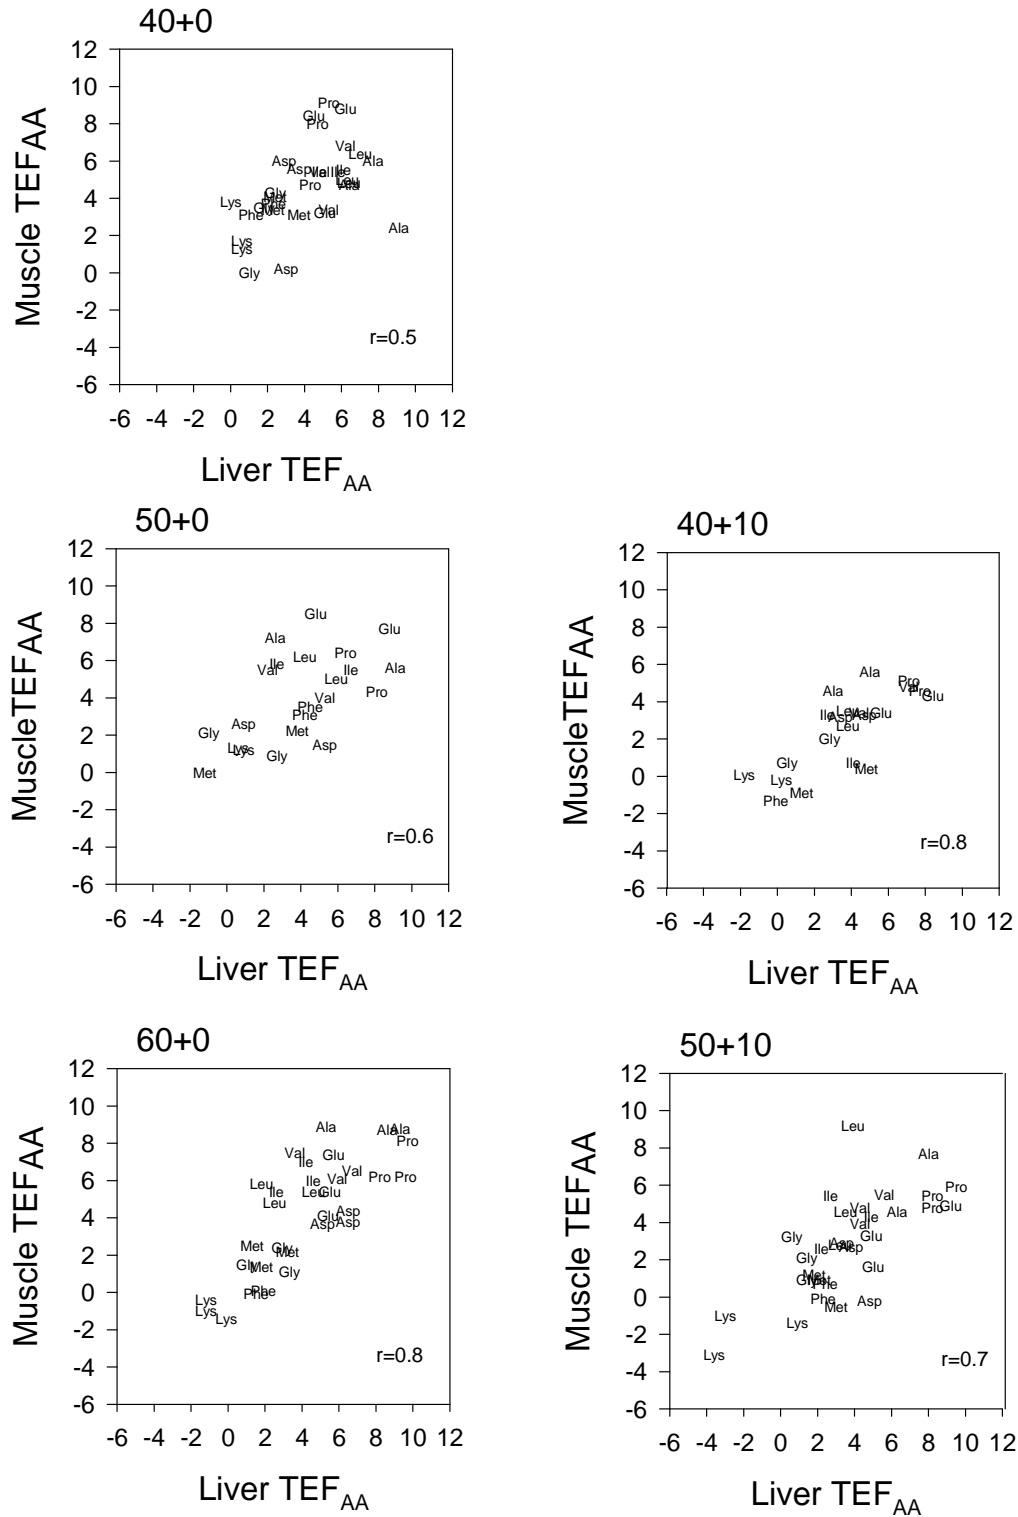 40+0
12
10
8
6
4
2
0
-2
-4
-6
Muscle TEFAA
Pro
Glu
Glu
Pro
Val
Leu
Asp
Ala
Asp
Val
Ile
Ile
Leu
Pro
Ala
Gly
Met
Lys
Phe
Met
Phe
Met
Glu
Val
Ala
Lys
Lys
Gly
Asp
r=0.5
-6 -4 -2 0 2 4 6 8 10 12
Liver TEFAA
50+0
12
10
8
6
4
2
0
-2
-4
-6
MuscleTEFAA
Glu
Glu
Ala
Pro
Leu
Ile
Val
Ile
Ala
Leu
Pro
Val
Phe
Phe
Asp
Met
Gly
Asp
Lys
Lys
Gly
Met
r=0.6
-6 -4 -2 0 2 4 6 8 10 12
Liver TEFAA
40+10
12
10
8
6
4
2
0
-2
-4
-6
MuscleTEFAA
Ala
Pro
Val
Pro
Glu
Ala
Leu
Val
Glu
Ile
Asp
Asp
Leu
Gly
Gly
Ile
Met
Lys
Lys
Met
Phe
r=0.8
-6 -4 -2 0 2 4 6 8 10 12
Liver TEFAA
60+0
12
10
8
6
4
2
0
-2
-4
-6
Muscle TEFAA
Ala
Ala
Ala
Pro
Val
Glu
Ile
Val
Pro
Pro
Val
Ile
Leu
Ile
Leu
Glu
Leu
Asp
Glu
Asp
Asp
Met
Gly
Met
Gly
Met
Gly
Phe
Phe
Lys
Lys
Lys
r=0.8
-6 -4 -2 0 2 4 6 8 10 12
Liver TEFAA
50+10
12
10
8
6
4
2
0
-2
-4
-6
Muscle TEFAA
Leu
Ala
Pro
Ile
Val
Pro
Glu
Pro
Val
Leu
Ala
Ile
Val
Gly
Glu
Asp
Leu
Asp
Ile
Gly
Glu
Met
Gly
Met
Phe
Phe
Asp
Met
Lys
Lys
Lys
r=0.7
-6 -4 -2 0 2 4 6 8 10 12
Liver TEFAA